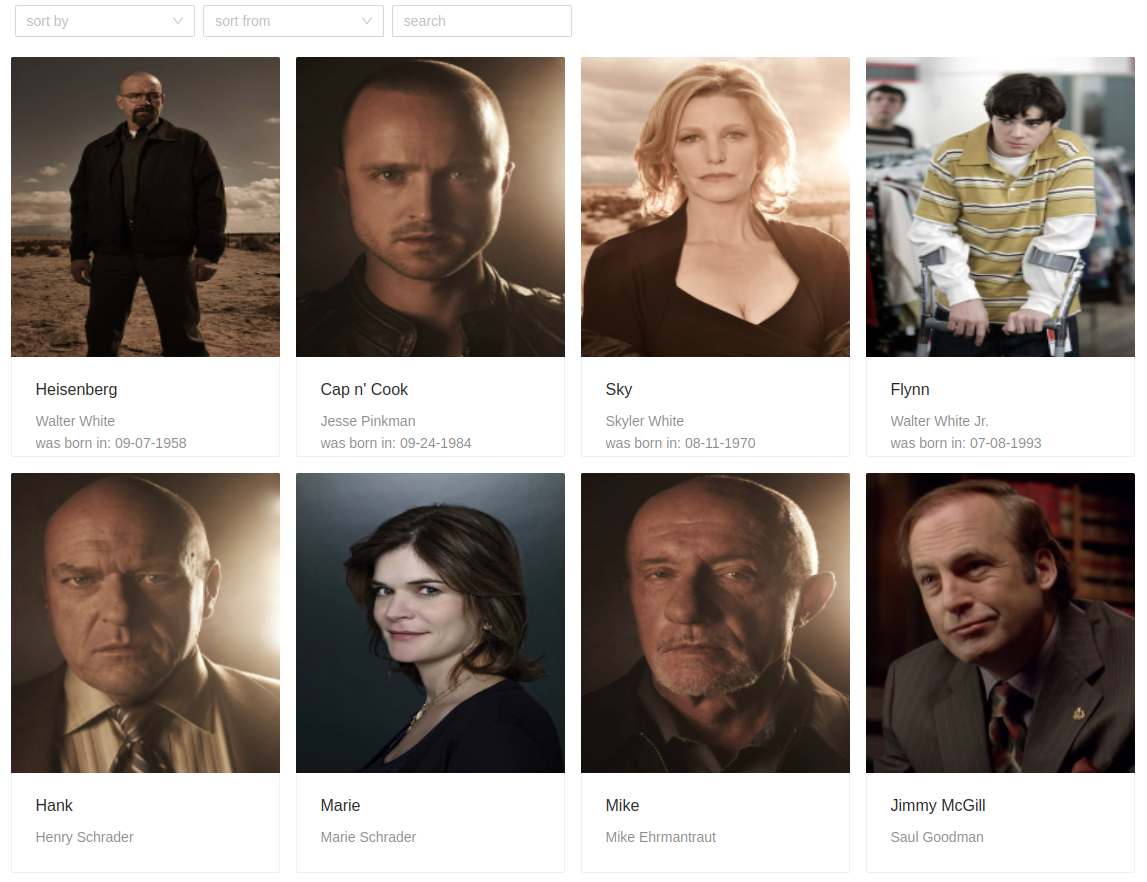 sort by
sort from
search
Heisenberg
Walter White
was born in: 09-07-1958
Cap n' Cook
Jesse Pinkman
was born in: 09-24-1984
Sky
Skyler White
was born in: 08-11-1970
Flynn
Walter White Jr.
was born in: 07-08-1993
Hank
Henry Schrader
Marie
Marie Schrader
Mike
Mike Ehrmantraut
Jimmy McGill
Saul Goodman